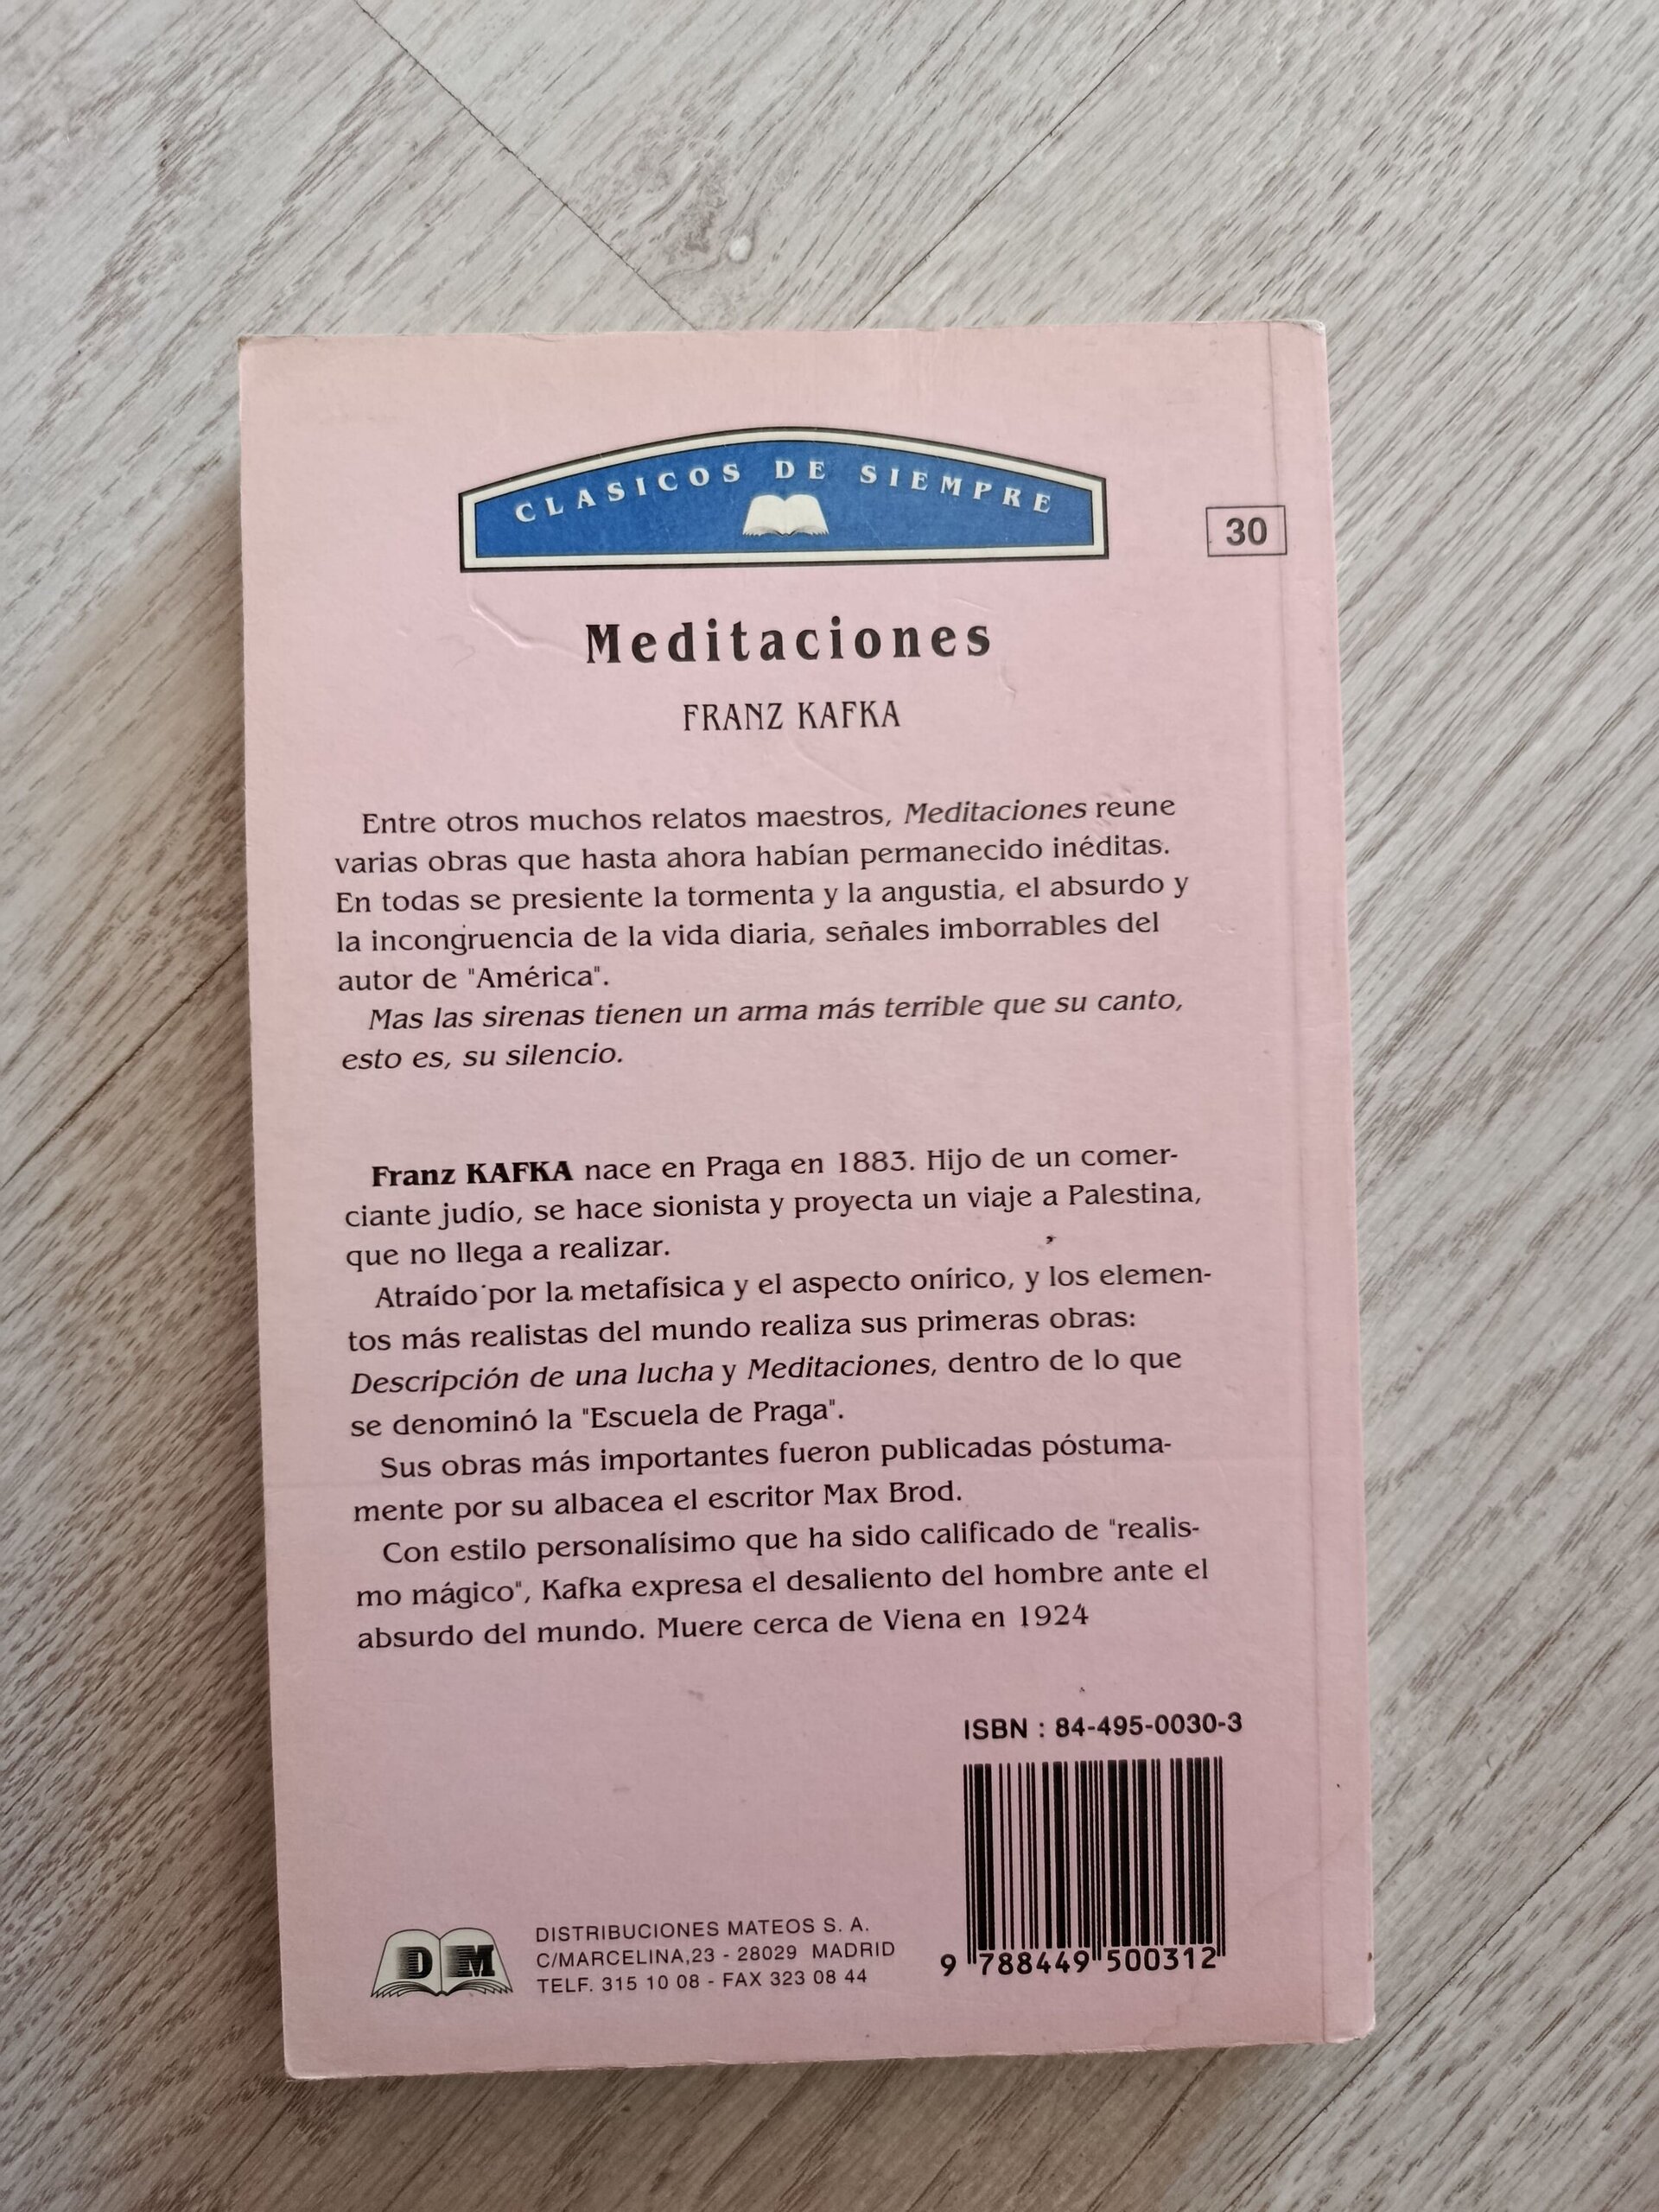 CLASICOS DE SIEMPRE
30
Meditaciones
FRANZ KAFKA
Entre otros muchos relatos maestros, Meditaciones reune
varias obras que hasta ahora habían permanecido inéditas.
En todas se presiente la tormenta y la angustia, el absurdo y
la incongruencia de la vida diaria, señales imborrables del
autor de "América".
Mas las sirenas tienen un arma más terrible que su canto,
esto es, su silencio.
Franz KAFKA nace en Praga en 1883. Hijo de un comer-
ciante judío, se hace sionista y proyecta un viaje a Palestina,
que no llega a realizar.
Atraído por la metafísica y el aspecto onírico, y los elemen-
tos más realistas del mundo realiza sus primeras obras:
Descripción de una lucha y Meditaciones, dentro de lo que
se denominó la "Escuela de Praga".
Sus obras más importantes fueron publicadas póstuma-
mente por su albacea el escritor Max Brod.
Con estilo personalísimo que ha sido calificado de "realis-
mo mágico", Kafka expresa el desaliento del hombre ante el
absurdo del mundo. Muere cerca de Viena en 1924
ISBN : 84-495-0030-3
9 788449 500312
DM
DISTRIBUCIONES MATEOS S. A.
C/MARCELINA,23 - 28029 MADRID
TELF. 315 10 08 - FAX 323 08 44